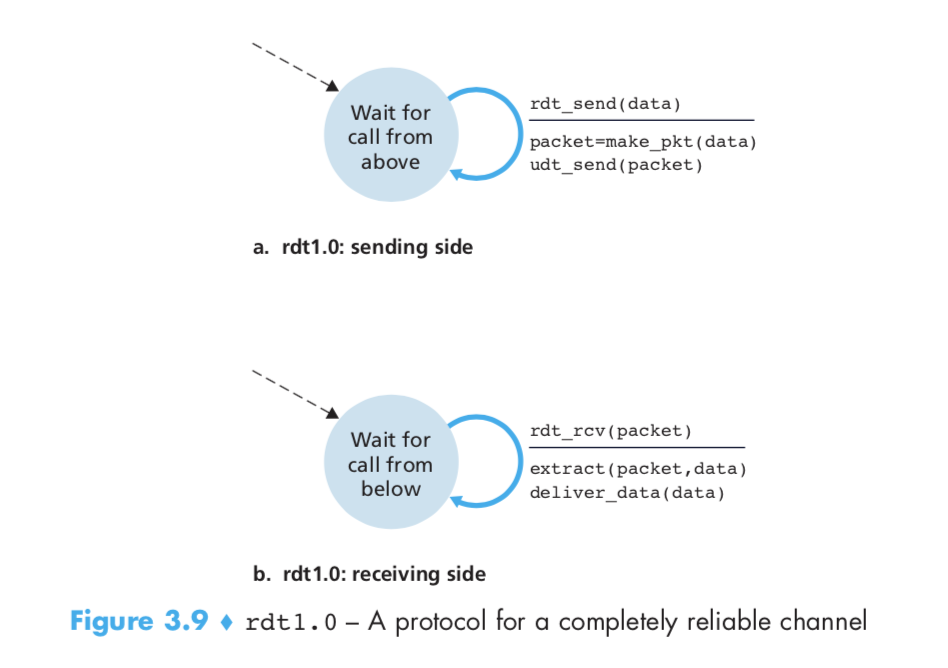 Wait for
call from
above
rdt_send(data)
packet=make_pkt(data)
udt_send(packet)
a. rdt1.0: sending side
Wait for
call from
below
rdt_rcv(packet)
extract(packet,data)
deliver_data(data)
b. rdt1.0: receiving side
Figure 3.9 ♦ rdt1.0 – A protocol for a completely reliable channel